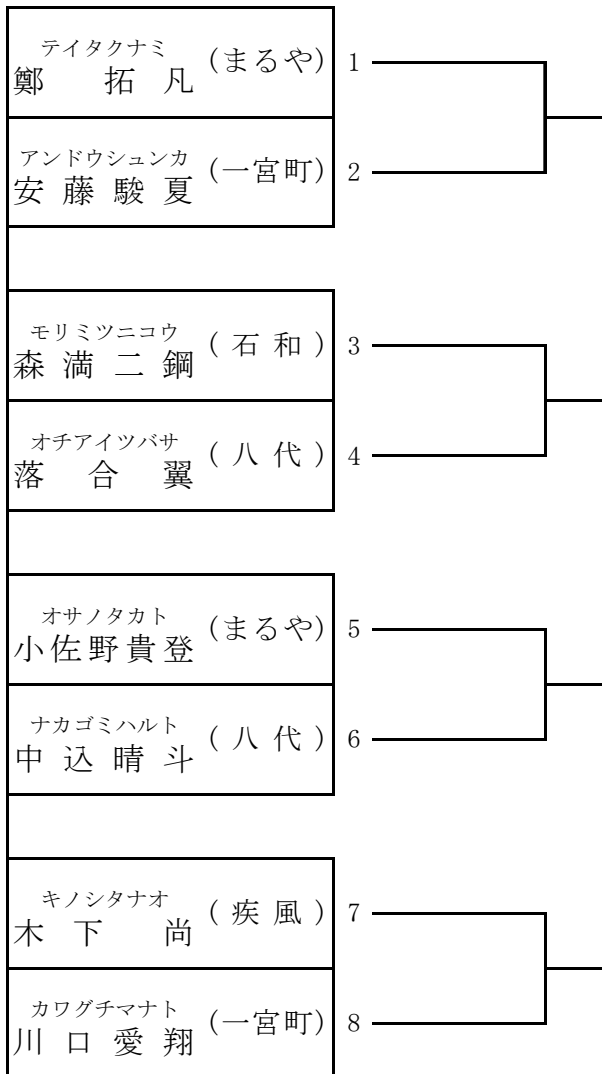 テイタクナミ
鄭 拓 凡 (まるや) 1
アンドウシュンカ
安 藤 駿 夏 (一宮町) 2
モリミツニコウ
森 満 二 鋼 ( 石 和 ) 3
オチアイツバサ
落 合 翼 ( 八 代 ) 4
オサノタカト
小佐野貴登 (まるや) 5
ナカゴミハルト
中 込 晴 斗 ( 八 代 ) 6
キノシタナオ
木 下 尚 ( 疾 風 ) 7
カワグチマナト
川 口 愛 翔 (一宮町) 8